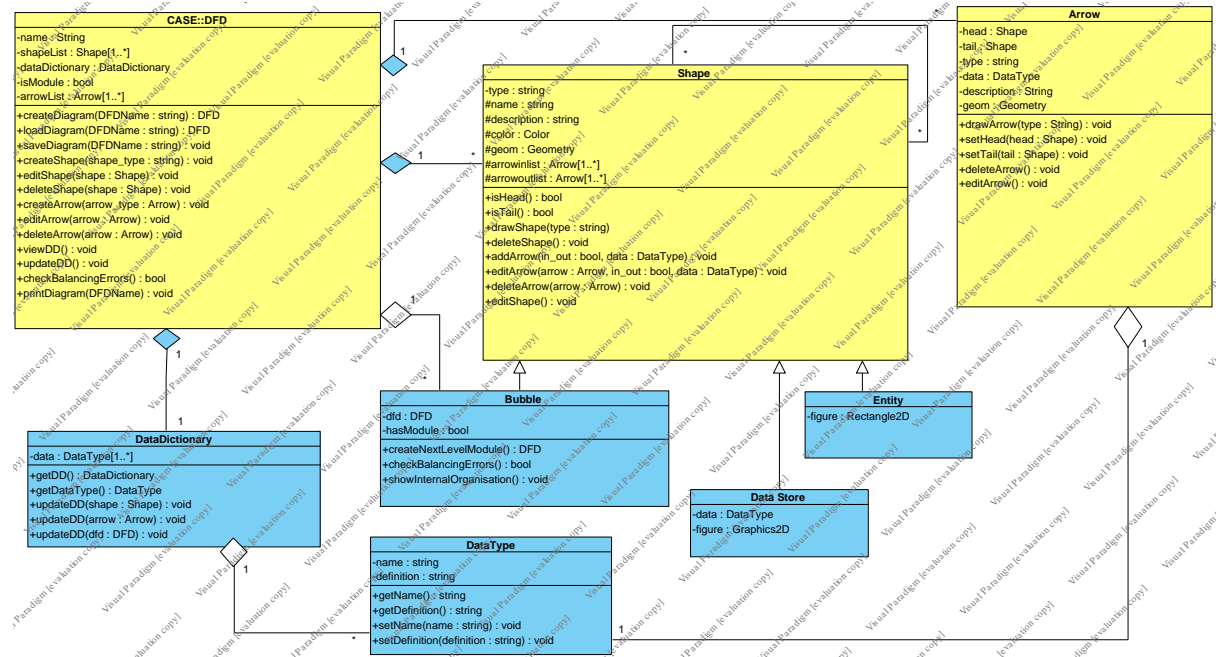 CASE::DFD
-name : String
-shapeList : Shape[1..*]
-dataDictionary : DataDictionary
-isModule : bool
-arrowList : Arrow[1..*]
+createDiagram(DFDName : string) : DFD
+loadDiagram(DFDName : string) : DFD
+saveDiagram(DFDName : string) : void
+createShape(shape_type : string) : void
+editShape(shape : Shape) : void
+deleteShape(shape : Shape) : void
+createArrow(arrow_type : Arrow) : void
+editArrow(arrow : Arrow) : void
+deleteArrow(arrow : Arrow) : void
+viewDD() : void
+updateDD() : void
+checkBalancingErrors() : bool
+printDiagram(DFDName) : void
1
*
1
*
1
*
1
1
*
*
Shape
-type : string
#name : string
#description : string
#color : Color
#geom : Geometry
#arrowinlist : Arrow[1..*]
#arrowoutlist : Arrow[1..*]
+isHead() : bool
+isTail() : bool
+drawShape(type : string)
+deleteShape() : void
+addArrow(in_out : bool, data : DataType) : void
+editArrow(arrow : Arrow, in_out : bool, data : DataType) : void
+deleteArrow(arrow : Arrow) : void
+editShape() : void
Arrow
-head : Shape
-tail : Shape
-type : string
-data : DataType
-description : String
-geom : Geometry
+drawArrow(type : String) : void
+setHead(head : Shape) : void
+setTail(tail : Shape) : void
+deleteArrow() : void
+editArrow() : void
1
Bubble
-dfd : DFD
-hasModule : bool
+createNextLevelModule() : DFD
+checkBalancingErrors() : bool
+showInternalOrganisation() : void
Entity
-figure : Rectangle2D
DataDictionary
-data : DataType[1..*]
+getDD() : DataDictionary
+getDataType() : DataType
+updateDD(shape : Shape) : void
+updateDD(arrow : Arrow) : void
+updateDD(dfd : DFD) : void
1
*
Data Store
-data : DataType
-figure : Graphics2D
DataType
-name : string
-definition : string
+getName() : string
+getDefinition() : string
+setName(name : string) : void
+setDefinition(definition : string) : void
1
Visual Paradigm [evaluation copy]